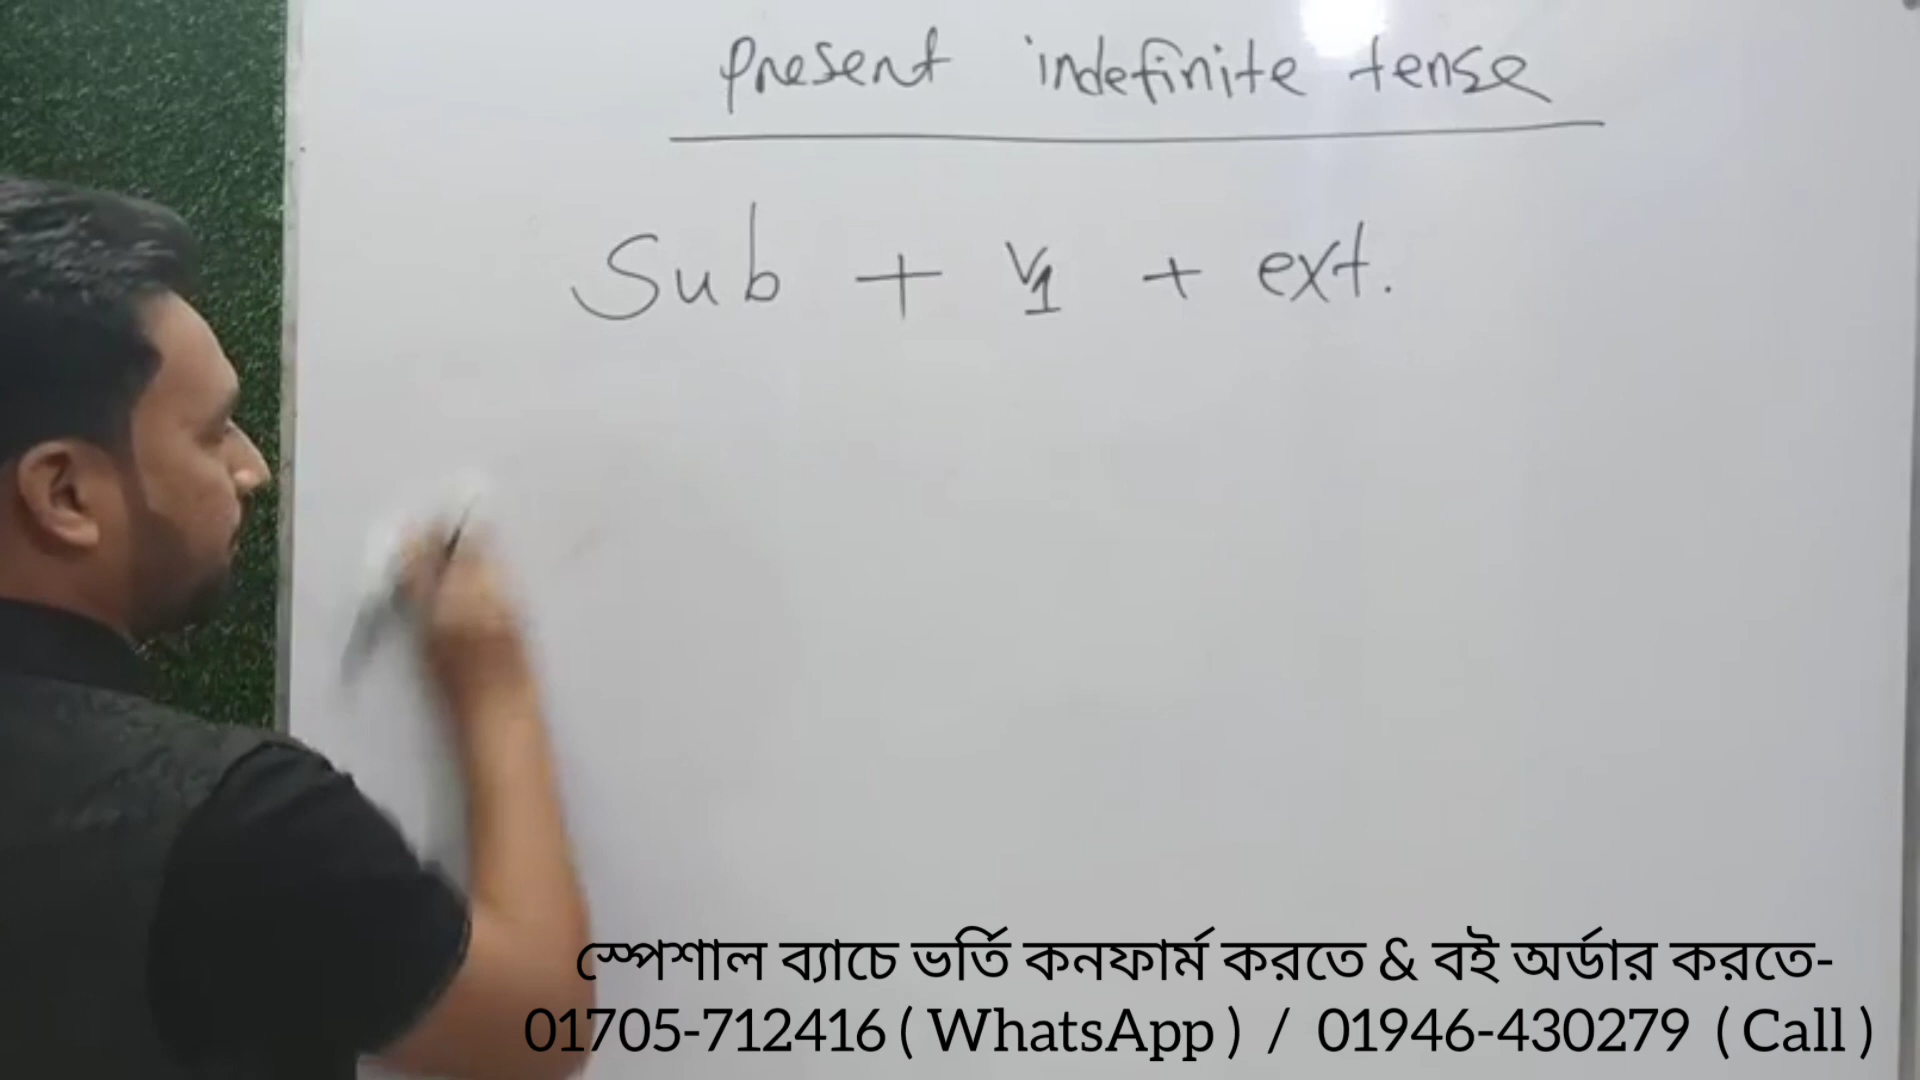 present indefinite tense
Sub + V1 + ext.
স্পেশাল ব্যাচে ভর্তি কনফার্ম করতে & বই অর্ডার করতে-
01705-712416 ( WhatsApp ) / 01946-430279 ( Call )